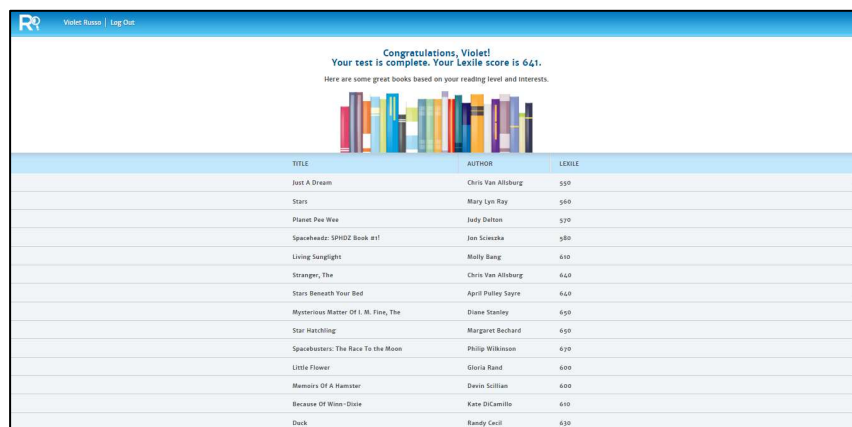 R
Violet Russo | Log Out
Congratulations, Violet!
Your test is complete. Your Lexile score is 641.
Here are some great books based on your reading level and interests.
TITLE AUTHOR LEXILE
Just A Dream Chris Van Allsburg 550
Stars Mary Lyn Ray 560
Planet Pee Wee Judy Delton 570
Spaceheadz: SPHDZ Book #1! Jon Scieszka 580
Living Sunglight Molly Bang 610
Stranger, The Chris Van Allsburg 640
Stars Beneath Your Bed April Pulley Sayre 640
Mysterious Matter Of I. M. Fine, The Diane Stanley 650
Star Hatchling Margaret Bechard 650
Spacebusters: The Race To the Moon Philip Wilkinson 670
Little Flower Gloria Rand 600
Memoirs Of A Hamster Devin Scillian 600
Because Of Winn-Dixie Kate DiCamillo 610
Duck Randy Cecil 630